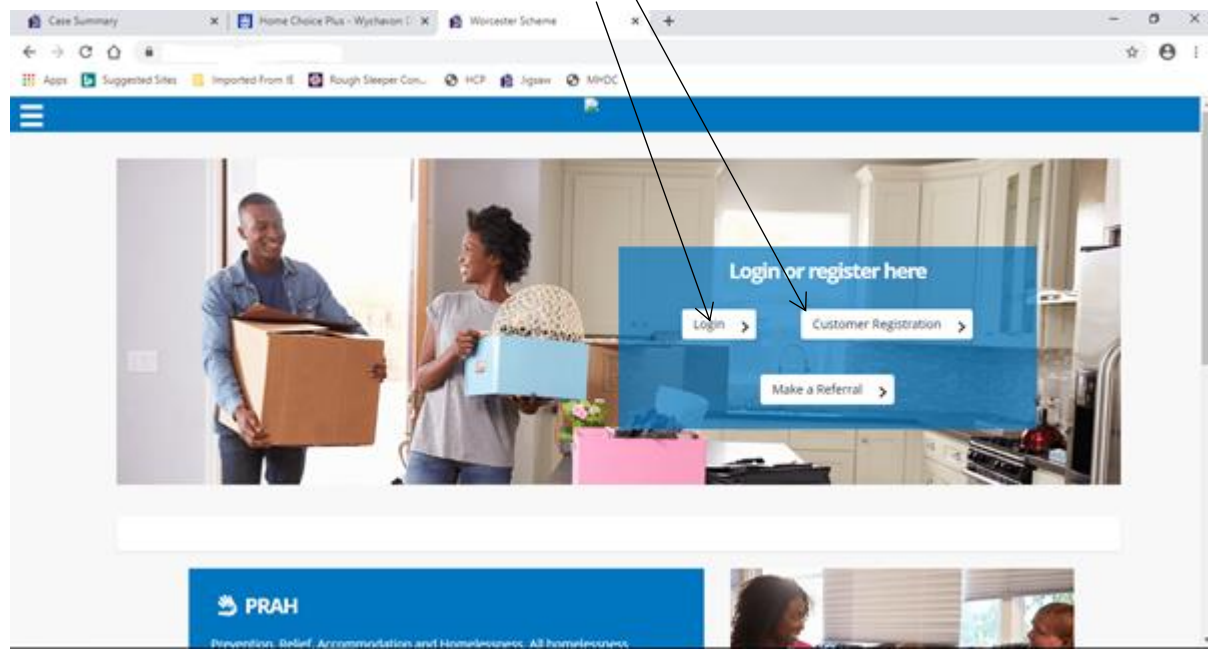 Case Summary
Home Choice Plus - Wychavon
Worcester Scheme
Apps
Suggested Sites
Imported From IE
Rough Sleeper Con...
HCP
Jigsaw
MHDC
Login or register here
Login
Customer Registration
Make a Referral
PRAH
Prevention, Relief, Accommodation and Homelessness. All homelessness